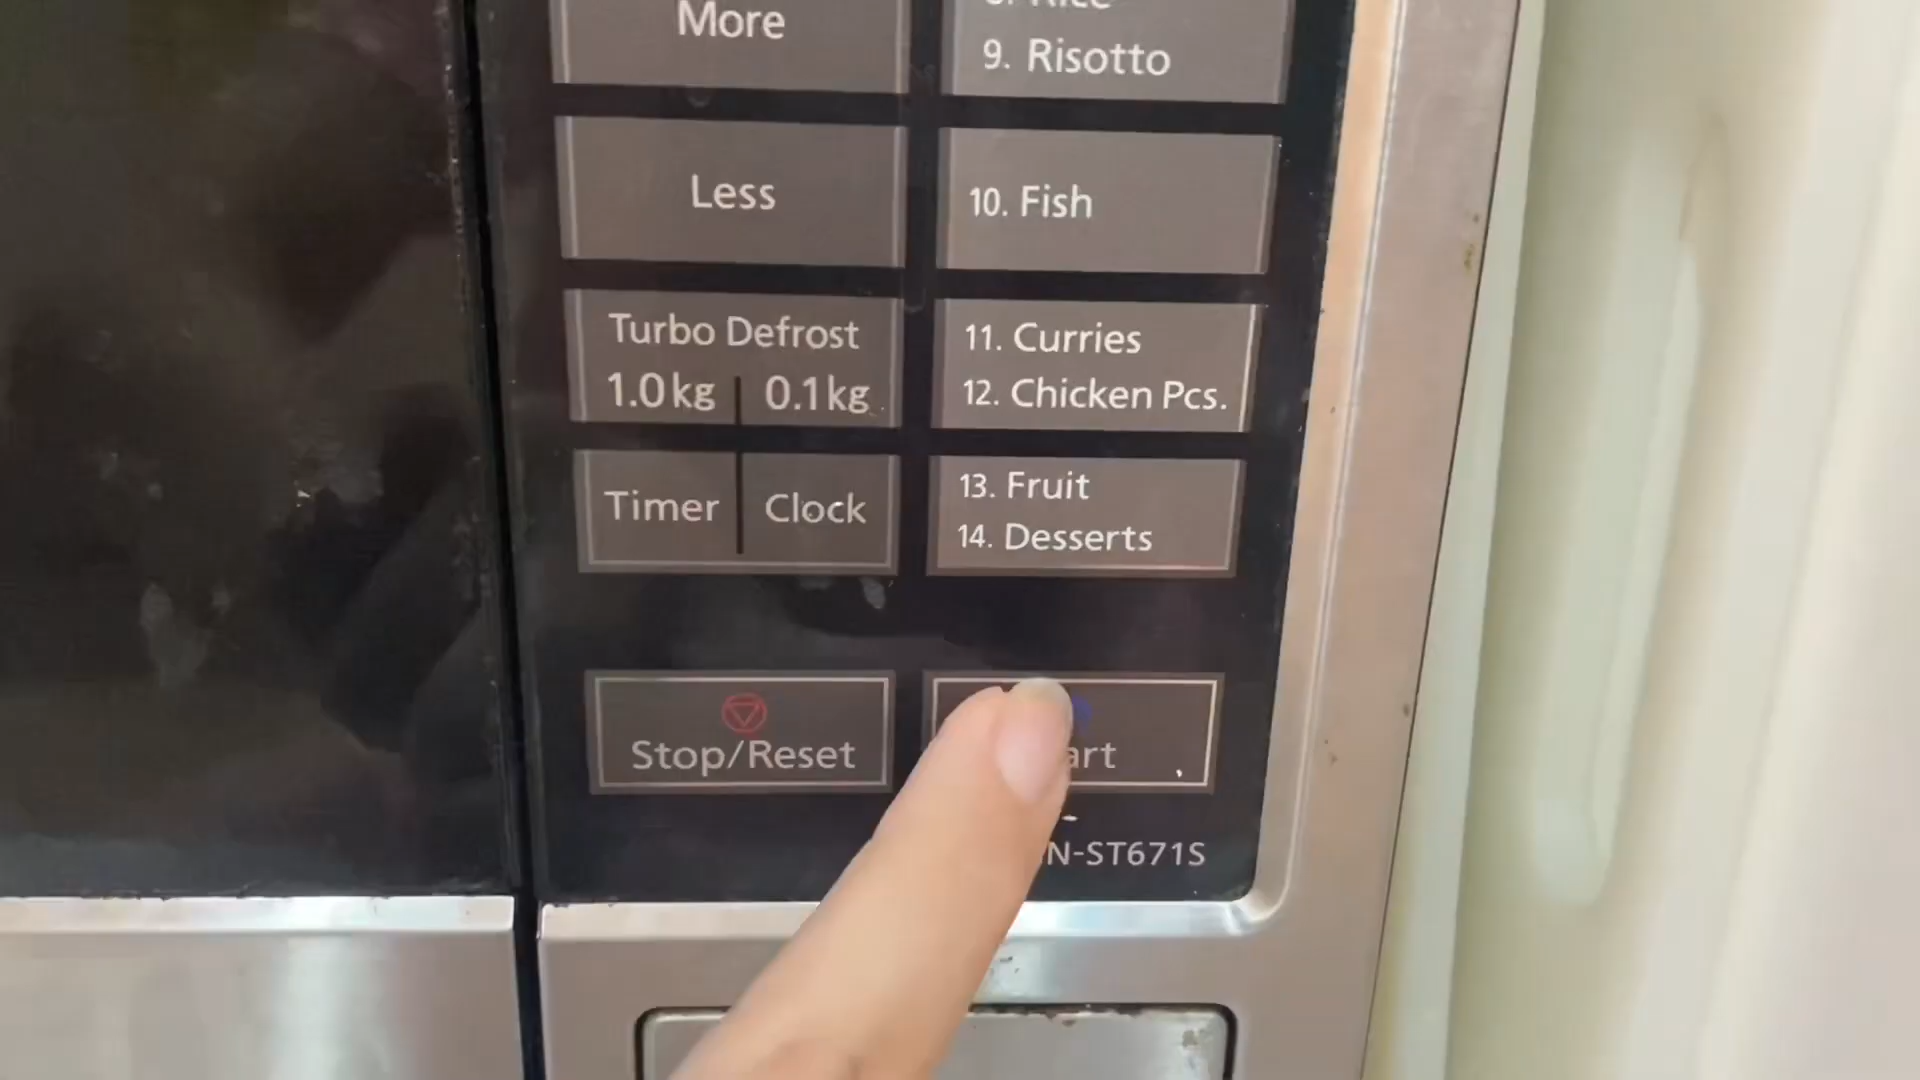 More
9. Risotto
Less
10. Fish
Turbo Defrost
1.0kg 0.1kg
11. Curries
12. Chicken Pcs.
Timer Clock
13. Fruit
14. Desserts
Stop/Reset
N-ST671S